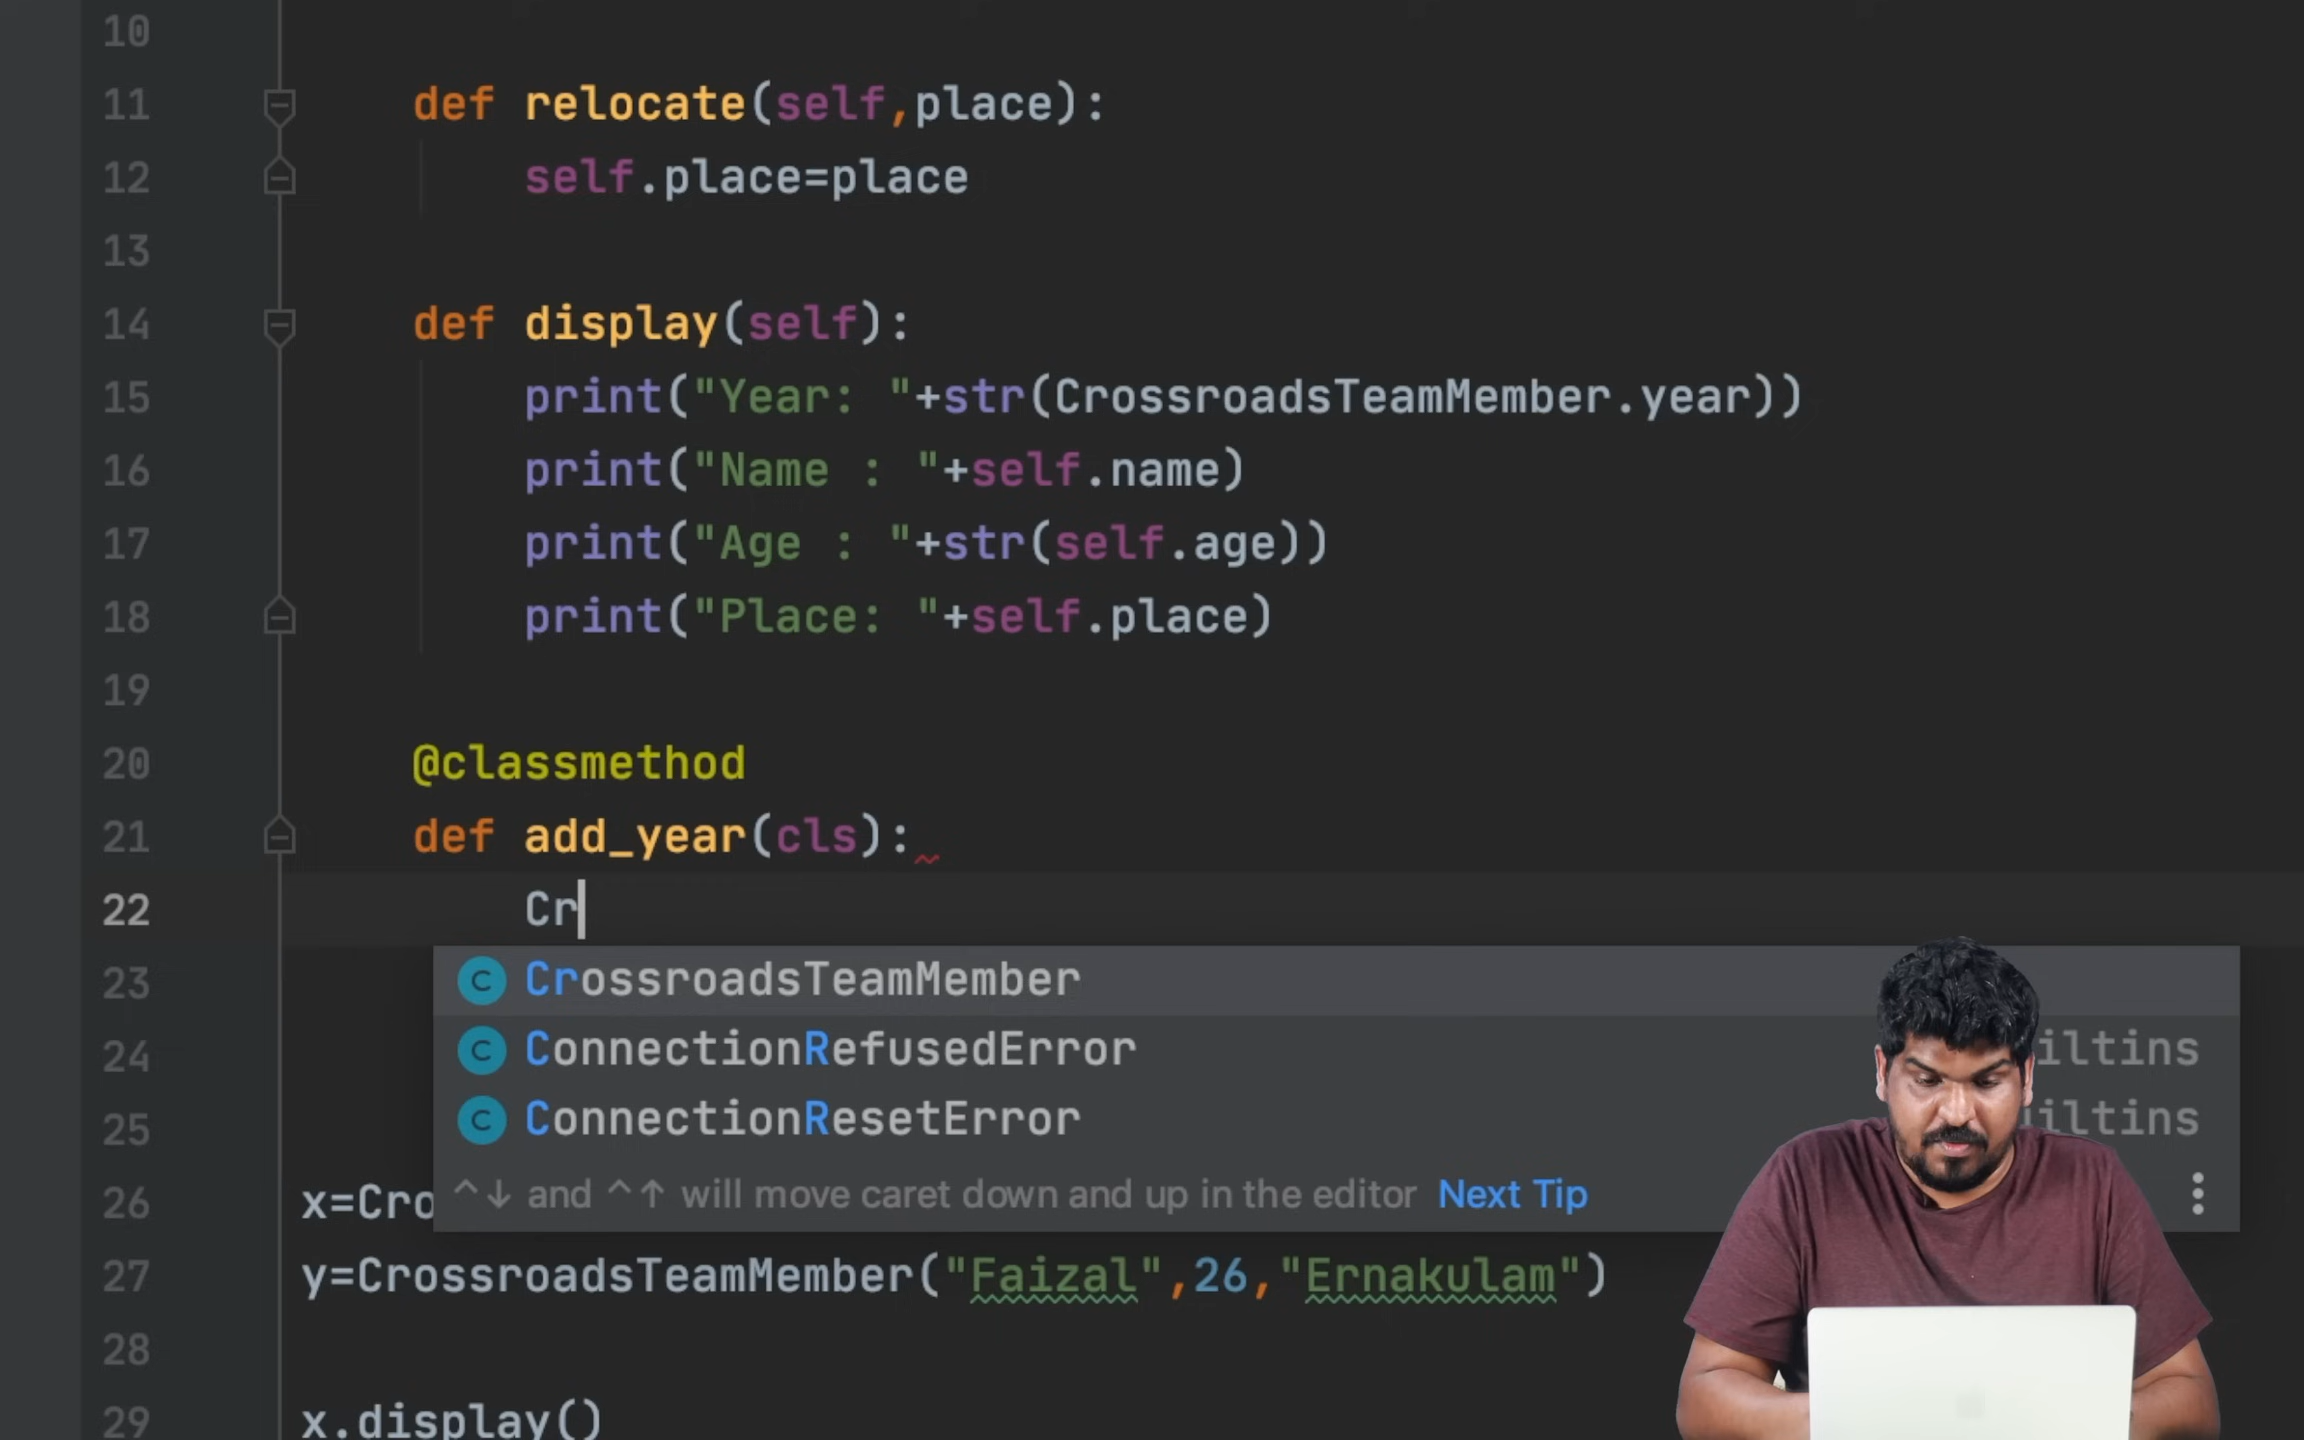 10
11 def relocate(self,place):
12 self.place=place
13
14 def display(self):
15 print("Year: "+str(CrossroadsTeamMember.year))
16 print("Name : "+self.name)
17 print("Age : "+str(self.age))
18 print("Place: "+self.place)
19
20 @classmethod
21 def add_year(cls):
22 Cr
23 C CrossroadsTeamMember
24 C ConnectionRefusedError iltins
25 C ConnectionResetError iltins
^↓ and ^↑ will move caret down and up in the editor Next Tip
26 x=Cro
27 y=CrossroadsTeamMember("Faizal",26,"Ernakulam")
28
29 x.display()